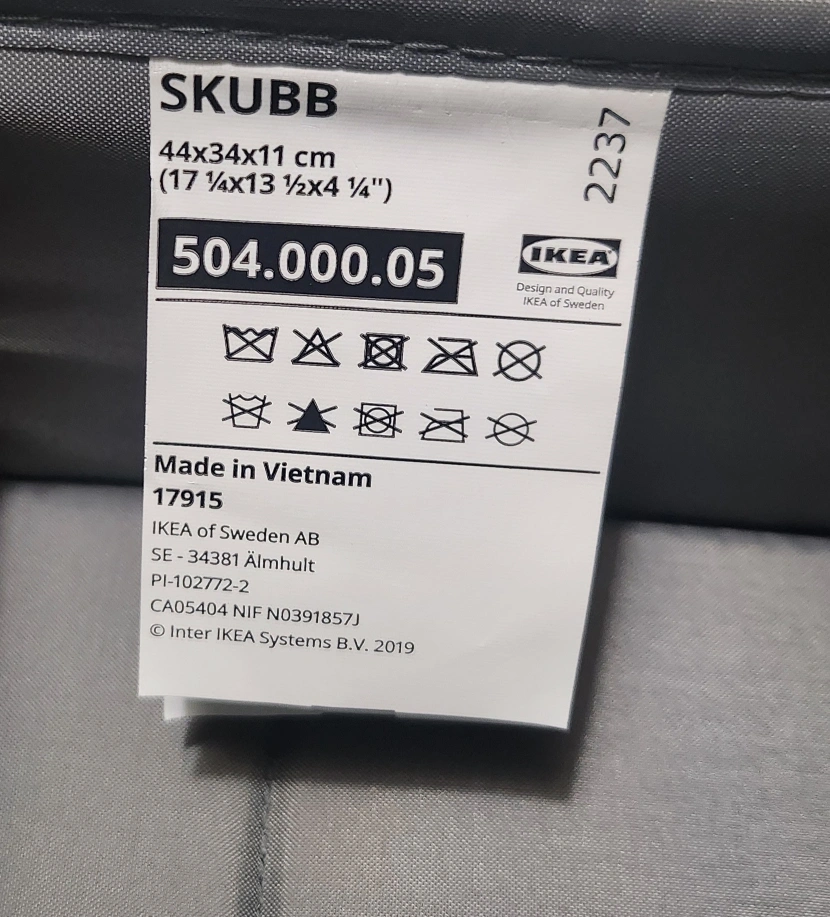 SKUBB
2237
44x34x11 cm
(17 ¼x13 ½x4 ¼")
504.000.05
IKEA
Design and Quality
IKEA of Sweden
Made in Vietnam
17915
IKEA of Sweden AB
SE - 34381 Älmhult
PI-102772-2
CA05404 NIF N0391857J
© Inter IKEA Systems B.V. 2019